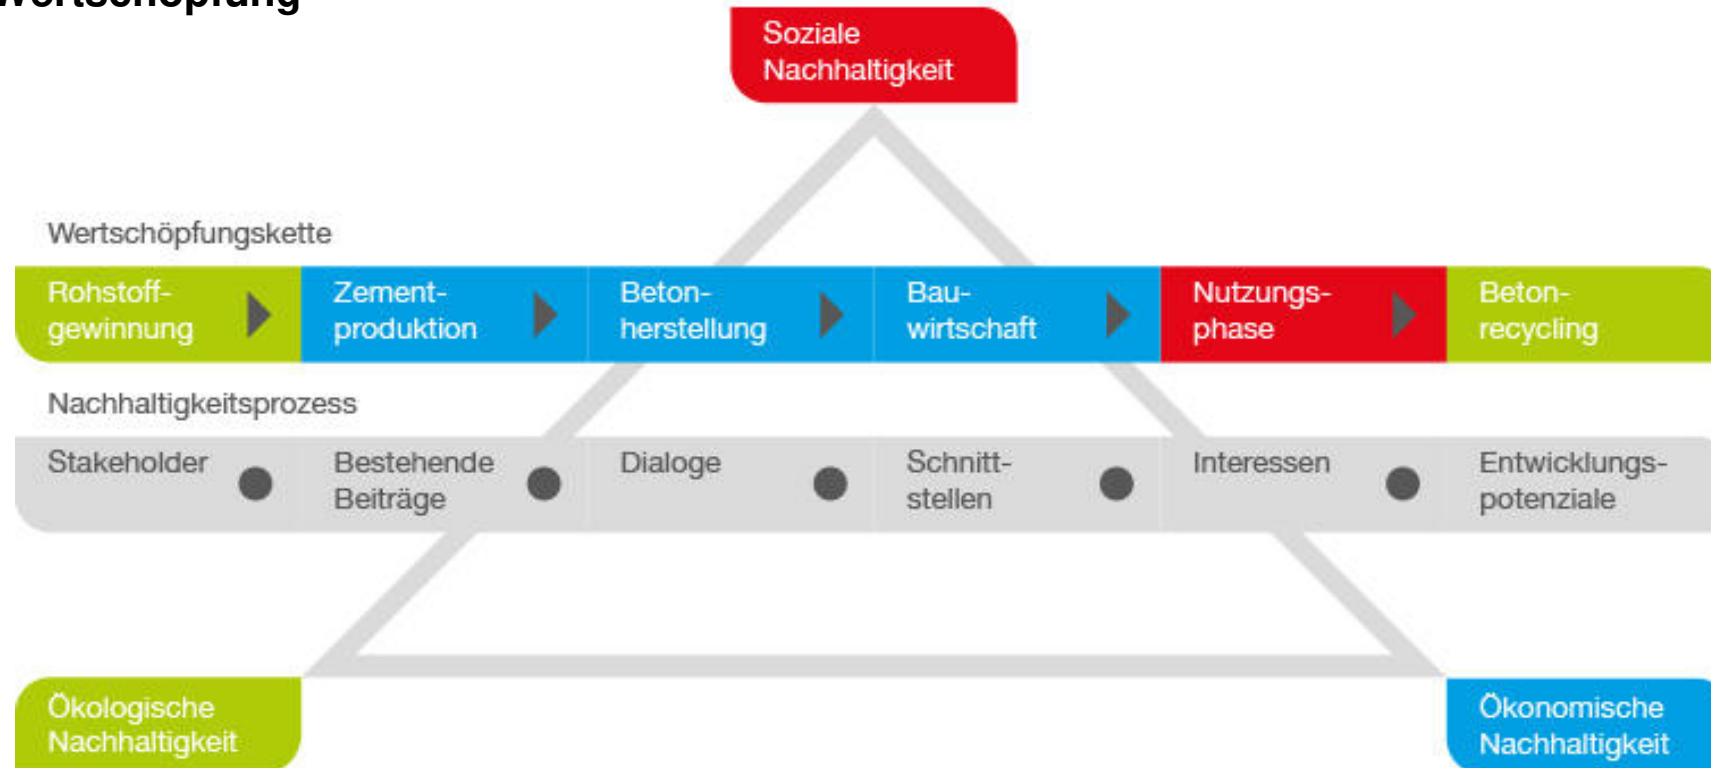 Wertschöpfung
Soziale
Nachhaltigkeit
Wertschöpfungskette
Rohstoff-
gewinnung
Zement-
produktion
Beton-
herstellung
Bau-
wirtschaft
Nutzungs-
phase
Beton-
recycling
Nachhaltigkeitsprozess
Stakeholder
Bestehende
Beiträge
Dialoge
Schnitt-
stellen
Interessen
Entwicklungs-
potenziale
Ökologische
Nachhaltigkeit
Ökonomische
Nachhaltigkeit